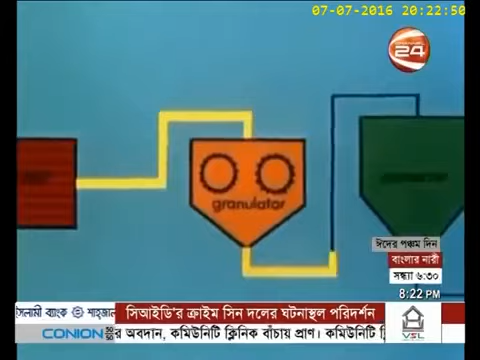 07-07-2016 20:22:50
24
granulator
ঈদের পঞ্চম দিন
বাংলার নারী
সন্ধ্যা ৬:৩০
8:22 PM
ইসলামী ব্যাংক
সিআইডি'র ক্রাইম সিন দলের ঘটনাস্থল পরিদর্শন
CONION
র অবদান, কমিউনিটি ক্লিনিক বাঁচায় প্রাণ। কমিউনিটি
VSL